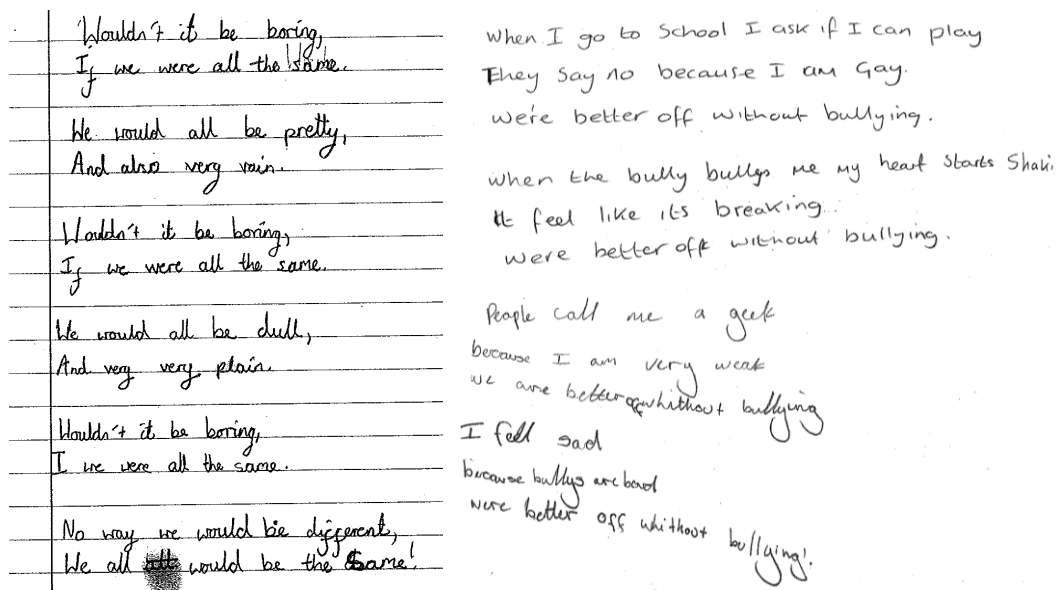 Wouldn't it be boring,
If we were all the same.
We would all be pretty,
And also very vain.
Wouldn't it be boring,
If we were all the same.
We would all be dull,
And very very plain.
Wouldn't it be boring,
I we were all the same.
No way we would be different,
We all would be the same!
When I go to School I ask if I can play
They say no because I am Gay.
we're better off without bullying.
when the bully bullys me my heart starts Shaki
It feel like its breaking.
were better off without bullying.
People call me a geek
because I am very weak
we are better off whithout bullying
I fell sad
because bullys are bad
were better off whithout bullying!